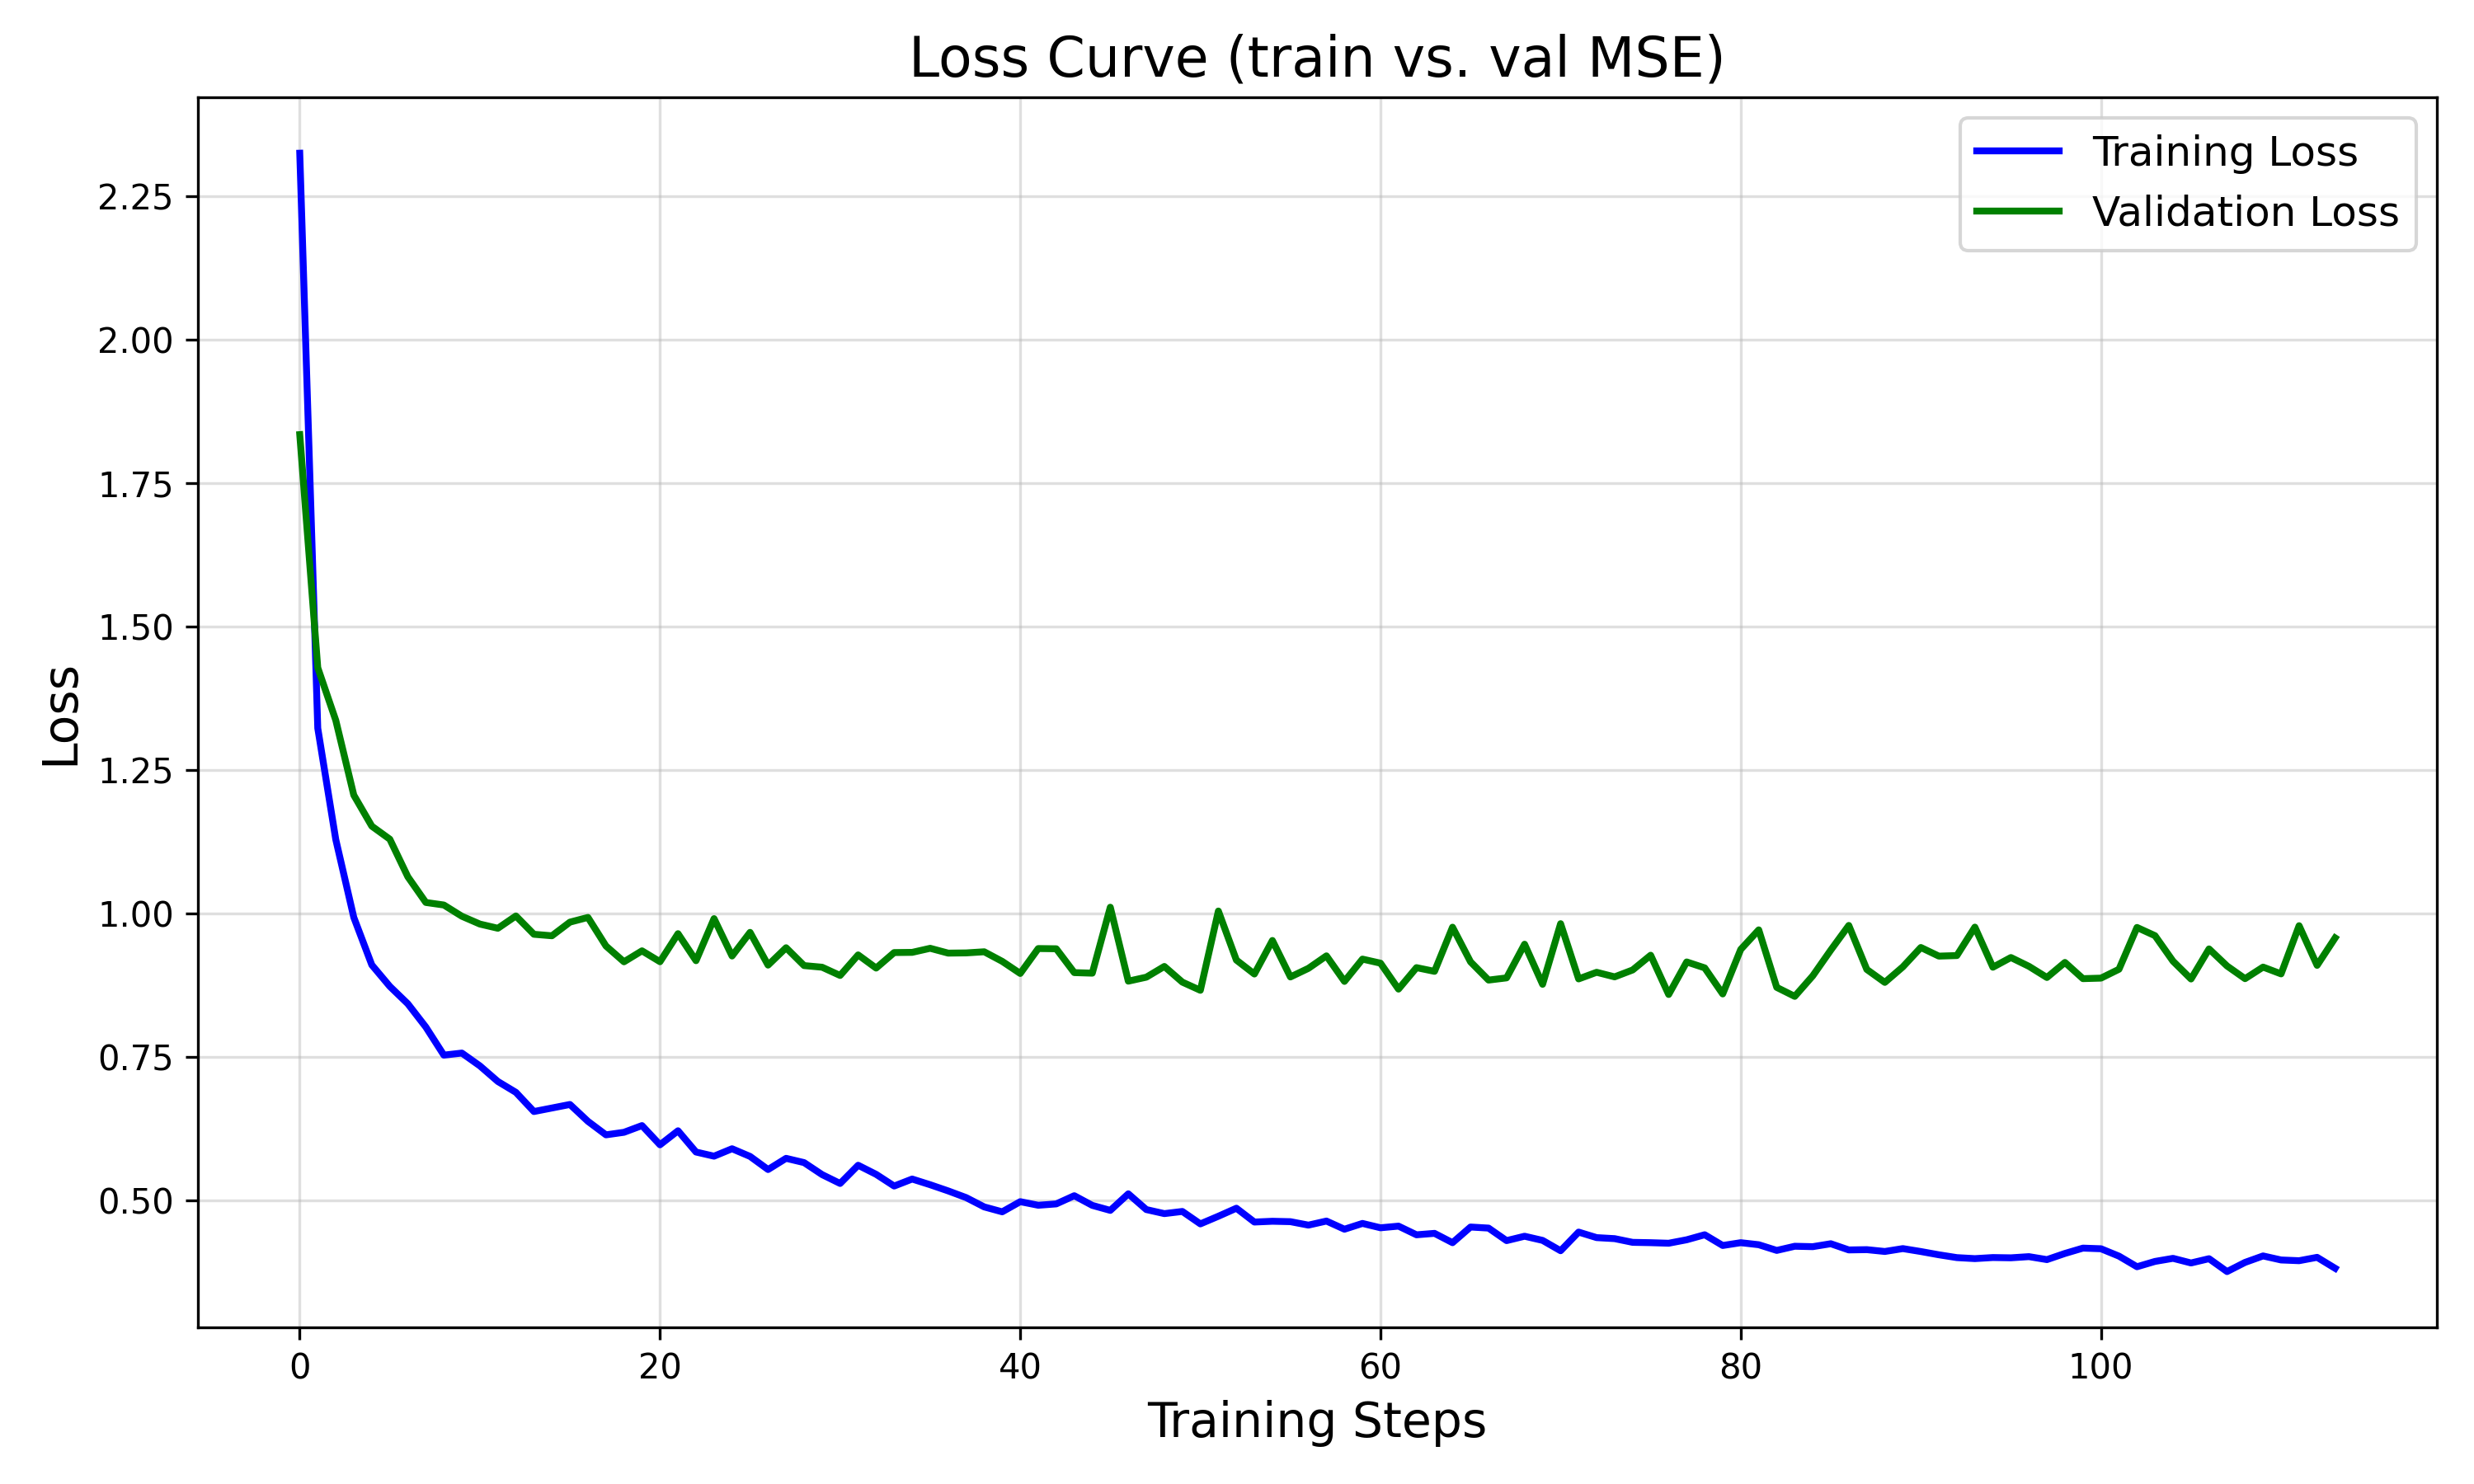 Loss Curve (train vs. val MSE)
Training Loss
Validation Loss
2.25
2.00
1.75
1.50
1.25
1.00
0.75
0.50
Loss
0
20
40
60
80
100
Training Steps